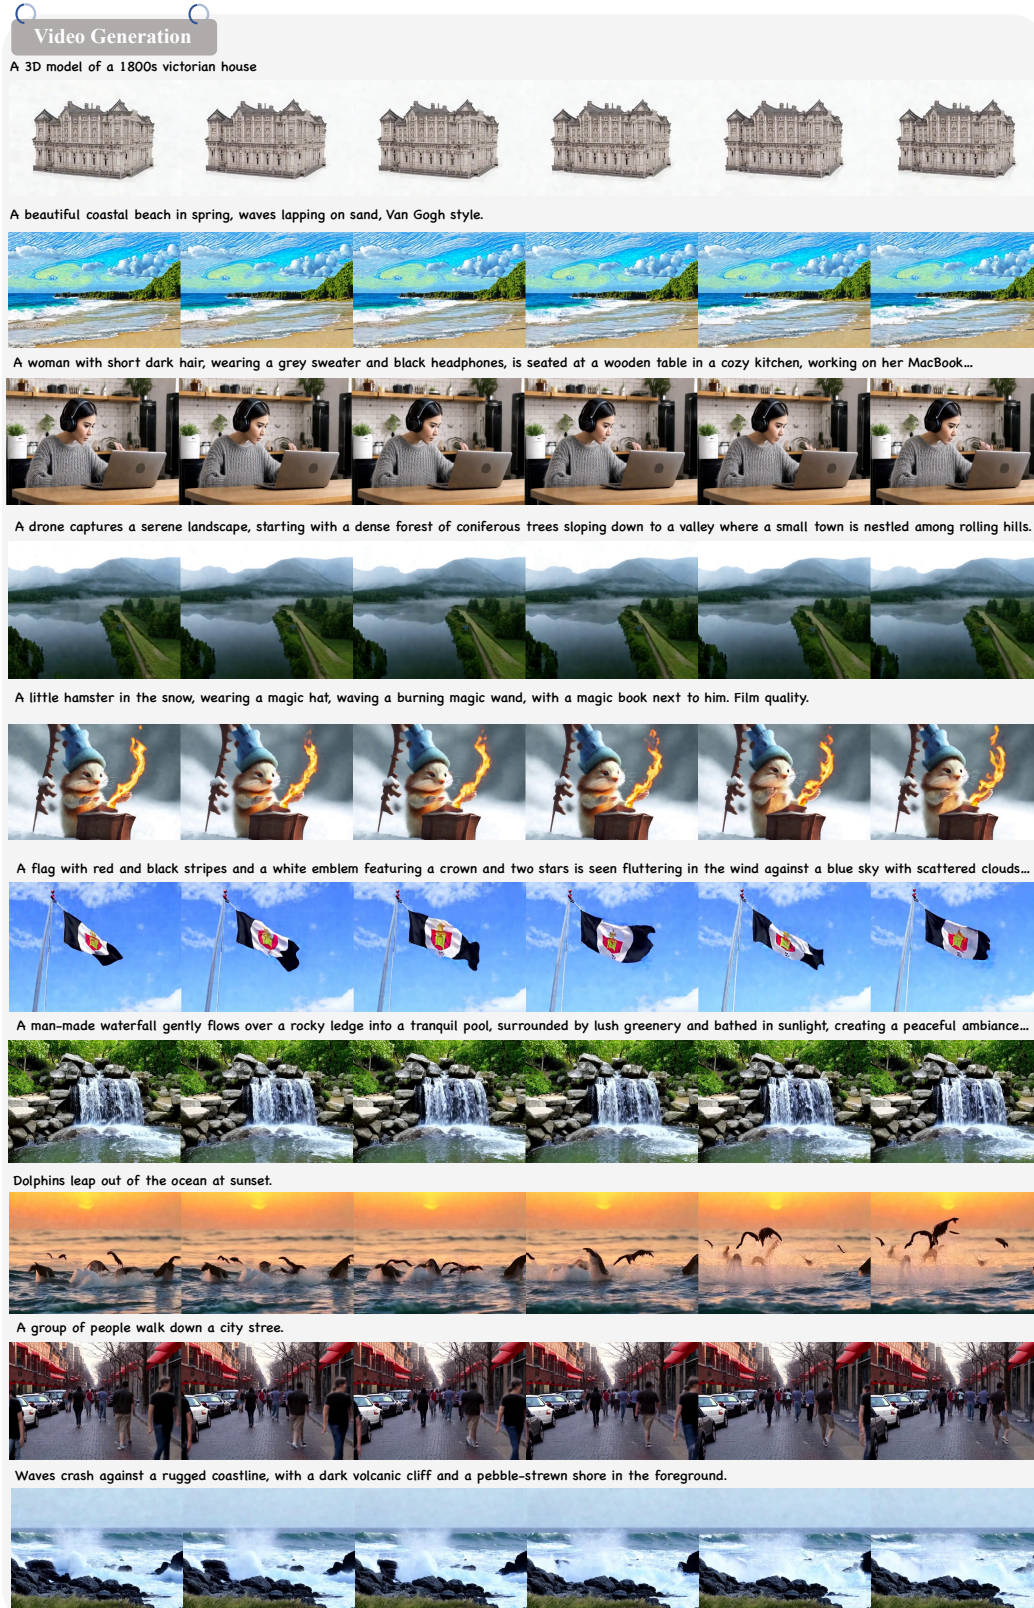 Video Generation
A 3D model of a 1800s victorian house
A beautiful coastal beach in spring, waves lapping on sand, Van Gogh style.
A woman with short dark hair, wearing a grey sweater and black headphones, is seated at a wooden table in a cozy kitchen, working on her MacBook...
A drone captures a serene landscape, starting with a dense forest of coniferous trees sloping down to a valley where a small town is nestled among rolling hills.
A little hamster in the snow, wearing a magic hat, waving a burning magic wand, with a magic book next to him. Film quality.
A flag with red and black stripes and a white emblem featuring a crown and two stars is seen fluttering in the wind against a blue sky with scattered clouds...
A man-made waterfall gently flows over a rocky ledge into a tranquil pool, surrounded by lush greenery and bathed in sunlight, creating a peaceful ambiance...
Dolphins leap out of the ocean at sunset.
A group of people walk down a city stree.
Waves crash against a rugged coastline, with a dark volcanic cliff and a pebble-strewn shore in the foreground.